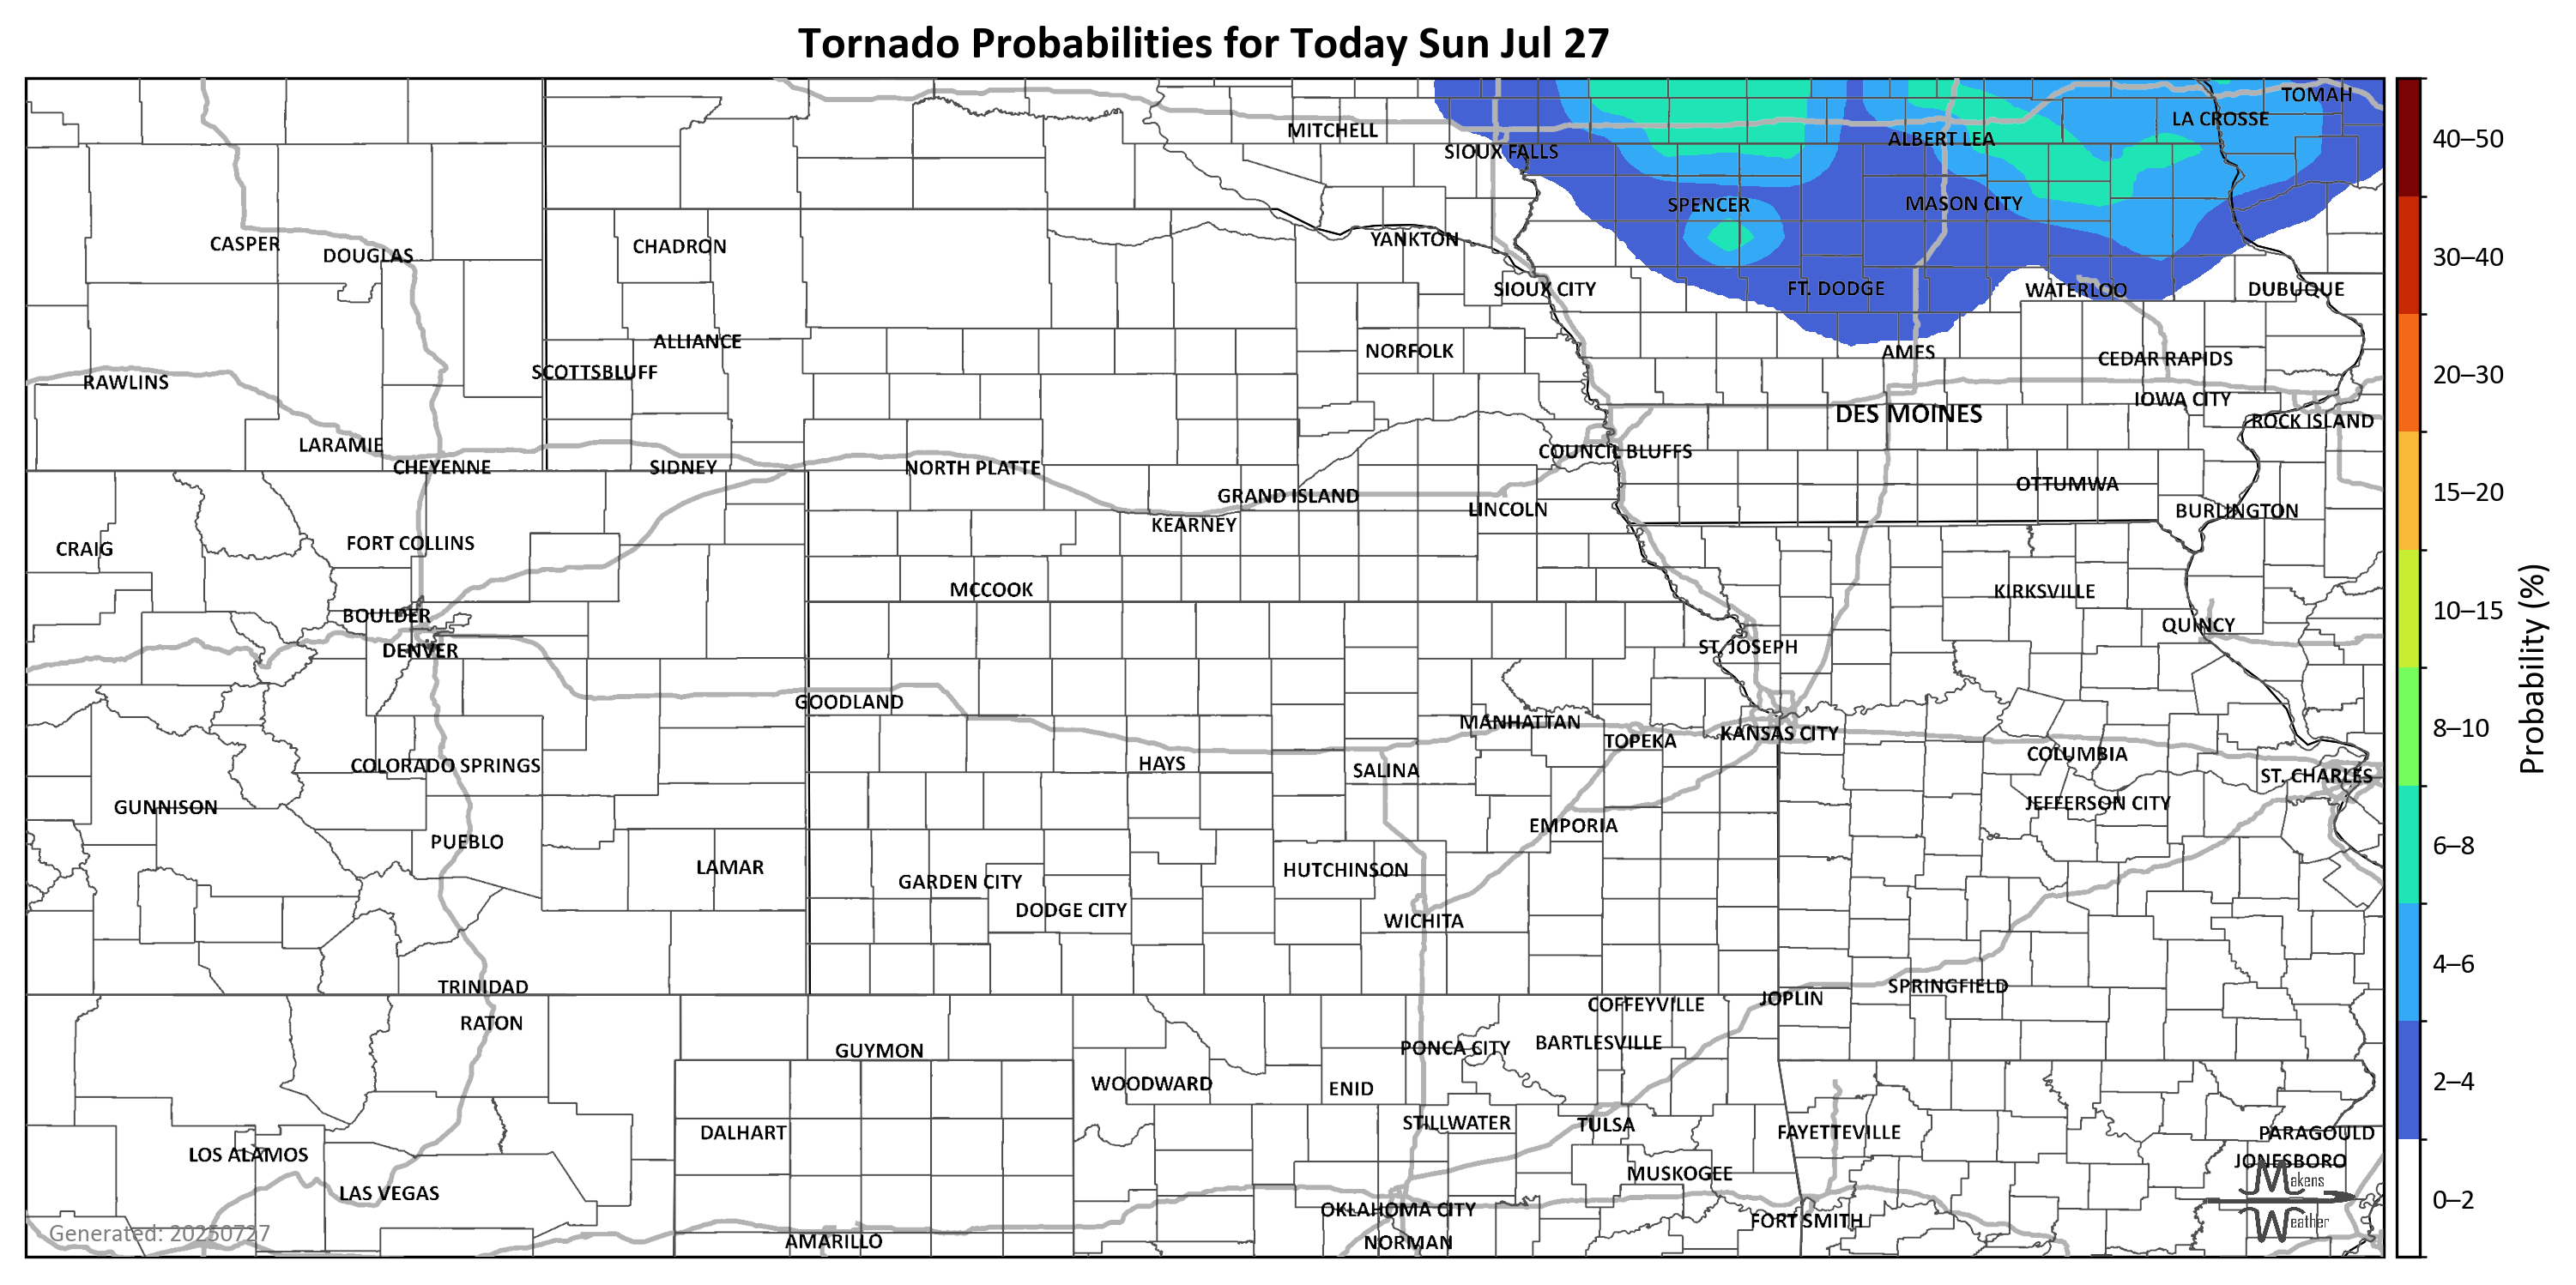 Tornado Probabilities for Today Sun Jul 27
TOMAH
LA CROSSE
MITCHELL
ALBERT LEA
SIOUX FALLS
SPENCER
MASON CITY
YANKTON
CASPER
CHADRON
DOUGLAS
SIOUX CITY
FT. DODGE
WATERLOO
DUBUQUE
ALLIANCE
NORFOLK
AMES
CEDAR RAPIDS
SCOTTSBLUFF
RAWLINS
IOWA CITY
DES MOINES
ROCK ISLAND
LARAMIE
COUNCIL BLUFFS
CHEYENNE
SIDNEY
NORTH PLATTE
OTTUMWA
GRAND ISLAND
LINCOLN
BURLINGTON
KEARNEY
CRAIG
FORT COLLINS
MCCOOK
KIRKSVILLE
BOULDER
QUINCY
DENVER
ST. JOSEPH
GOODLAND
MANHATTAN
TOPEKA
KANSAS CITY
COLUMBIA
COLORADO SPRINGS
HAYS
SALINA
ST. CHARLES
GUNNISON
JEFFERSON CITY
EMPORIA
PUEBLO
LAMAR
HUTCHINSON
GARDEN CITY
DODGE CITY
WICHITA
TRINIDAD
SPRINGFIELD
JOPLIN
COFFEYVILLE
RATON
BARTLESVILLE
PONCA CITY
GUYMON
WOODWARD
ENID
STILLWATER
TULSA
DALHART
FAYETTEVILLE
PARAGOULD
LOS ALAMOS
JONESBORO
MUSKOGEE
LAS VEGAS
OKLAHOMA CITY
FORT SMITH
AMARILLO
NORMAN
Generated: 20250727
Makens
Weather
40–50
30–40
20–30
15–20
10–15
8–10
6–8
4–6
2–4
0–2
Probability (%)